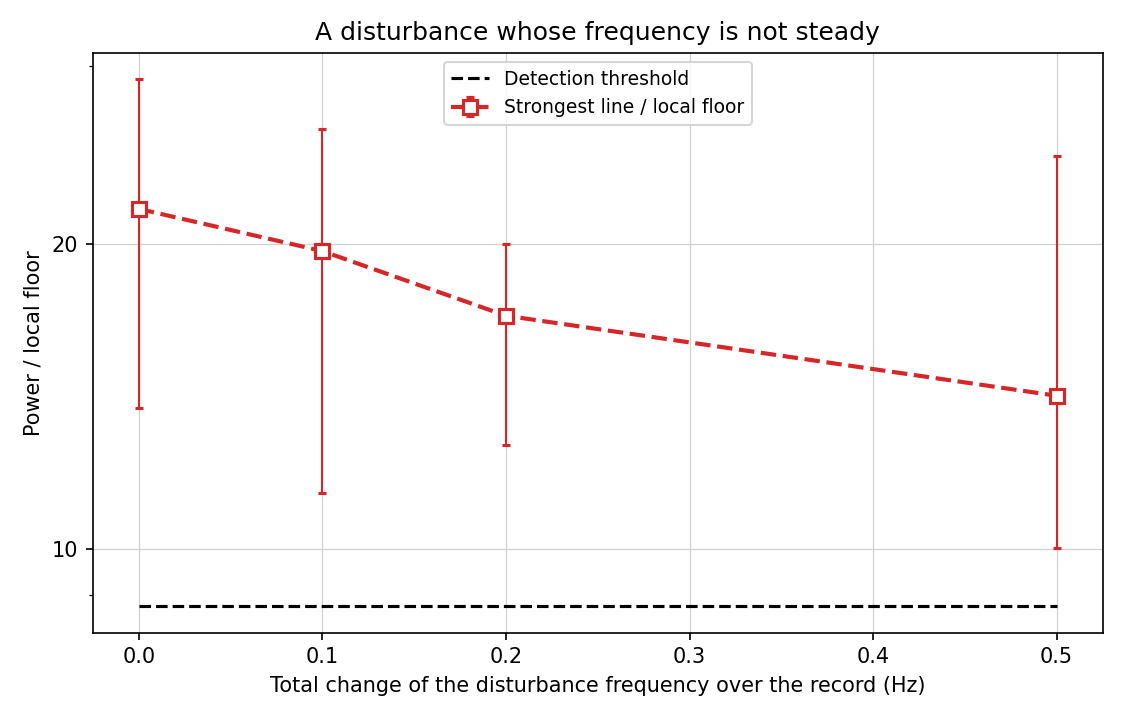 A disturbance whose frequency is not steady
Detection threshold
Strongest line / local floor
Power / local floor
20
10
0.0 0.1 0.2 0.3 0.4 0.5
Total change of the disturbance frequency over the record (Hz)